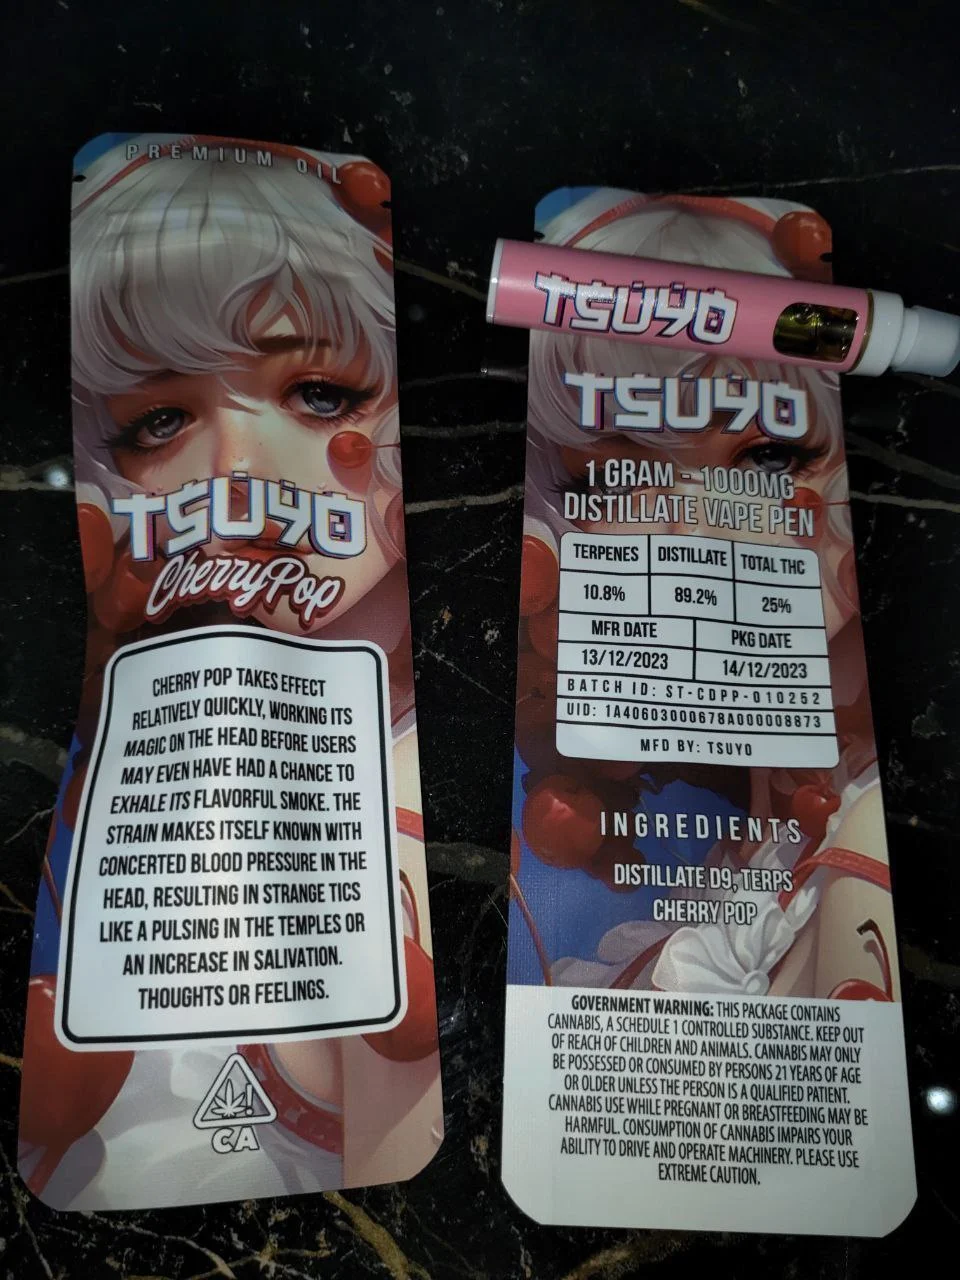 PREMIUM OIL
TSUYO
CherryPop
CHERRY POP TAKES EFFECT
RELATIVELY QUICKLY, WORKING ITS
MAGIC ON THE HEAD BEFORE USERS
MAY EVEN HAVE HAD A CHANCE TO
EXHALE ITS FLAVORFUL SMOKE. THE
STRAIN MAKES ITSELF KNOWN WITH
CONCERTED BLOOD PRESSURE IN THE
HEAD, RESULTING IN STRANGE TICS
LIKE A PULSING IN THE TEMPLES OR
AN INCREASE IN SALIVATION.
THOUGHTS OR FEELINGS.
!
CA
TSUYO
TSUYO
1 GRAM - 1000MG
DISTILLATE VAPE PEN
TERPENES DISTILLATE TOTAL THC
10.8% 89.2% 25%
MFR DATE PKG DATE
13/12/2023 14/12/2023
BATCH ID: ST-CDPP-010252
UID: 1A40603000678A000008873
MFD BY: TSUYO
INGREDIENTS
DISTILLATE D9, TERPS
CHERRY POP
GOVERNMENT WARNING: THIS PACKAGE CONTAINS
CANNABIS, A SCHEDULE 1 CONTROLLED SUBSTANCE. KEEP OUT
OF REACH OF CHILDREN AND ANIMALS. CANNABIS MAY ONLY
BE POSSESSED OR CONSUMED BY PERSONS 21 YEARS OF AGE
OR OLDER UNLESS THE PERSON IS A QUALIFIED PATIENT.
CANNABIS USE WHILE PREGNANT OR BREASTFEEDING MAY BE
HARMFUL. CONSUMPTION OF CANNABIS IMPAIRS YOUR
ABILITY TO DRIVE AND OPERATE MACHINERY. PLEASE USE
EXTREME CAUTION.